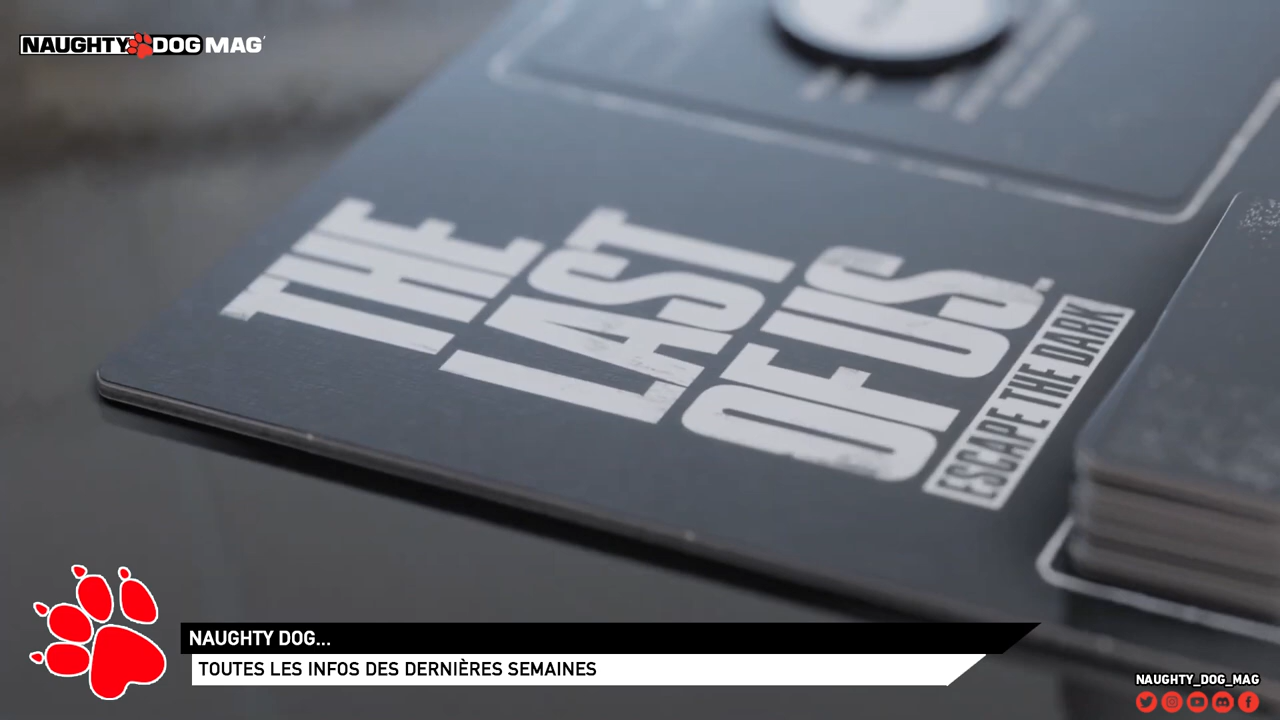 NAUGHTY DOG MAG'
THE
LAST
OF US
ESCAPE THE DARK
NAUGHTY DOG...
TOUTES LES INFOS DES DERNIÈRES SEMAINES
NAUGHTY_DOG_MAG